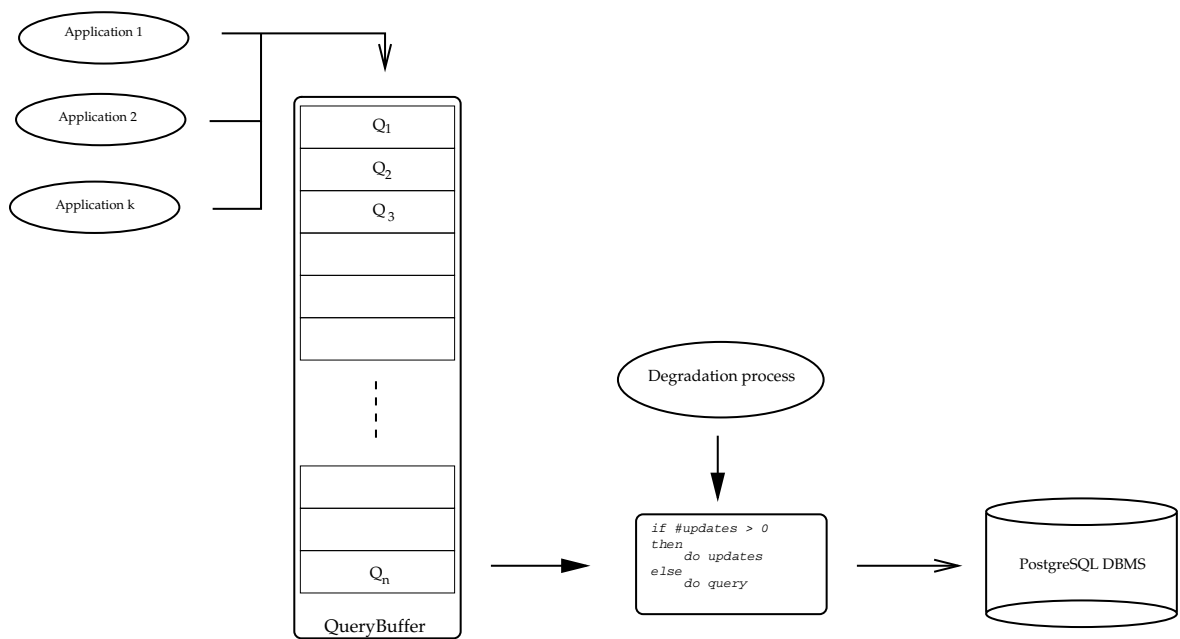 Application 1
Application 2
Application k
Q1
Q2
Q3
Qn
QueryBuffer
Degradation process
if #updates > 0
then
do updates
else
do query
PostgreSQL DBMS